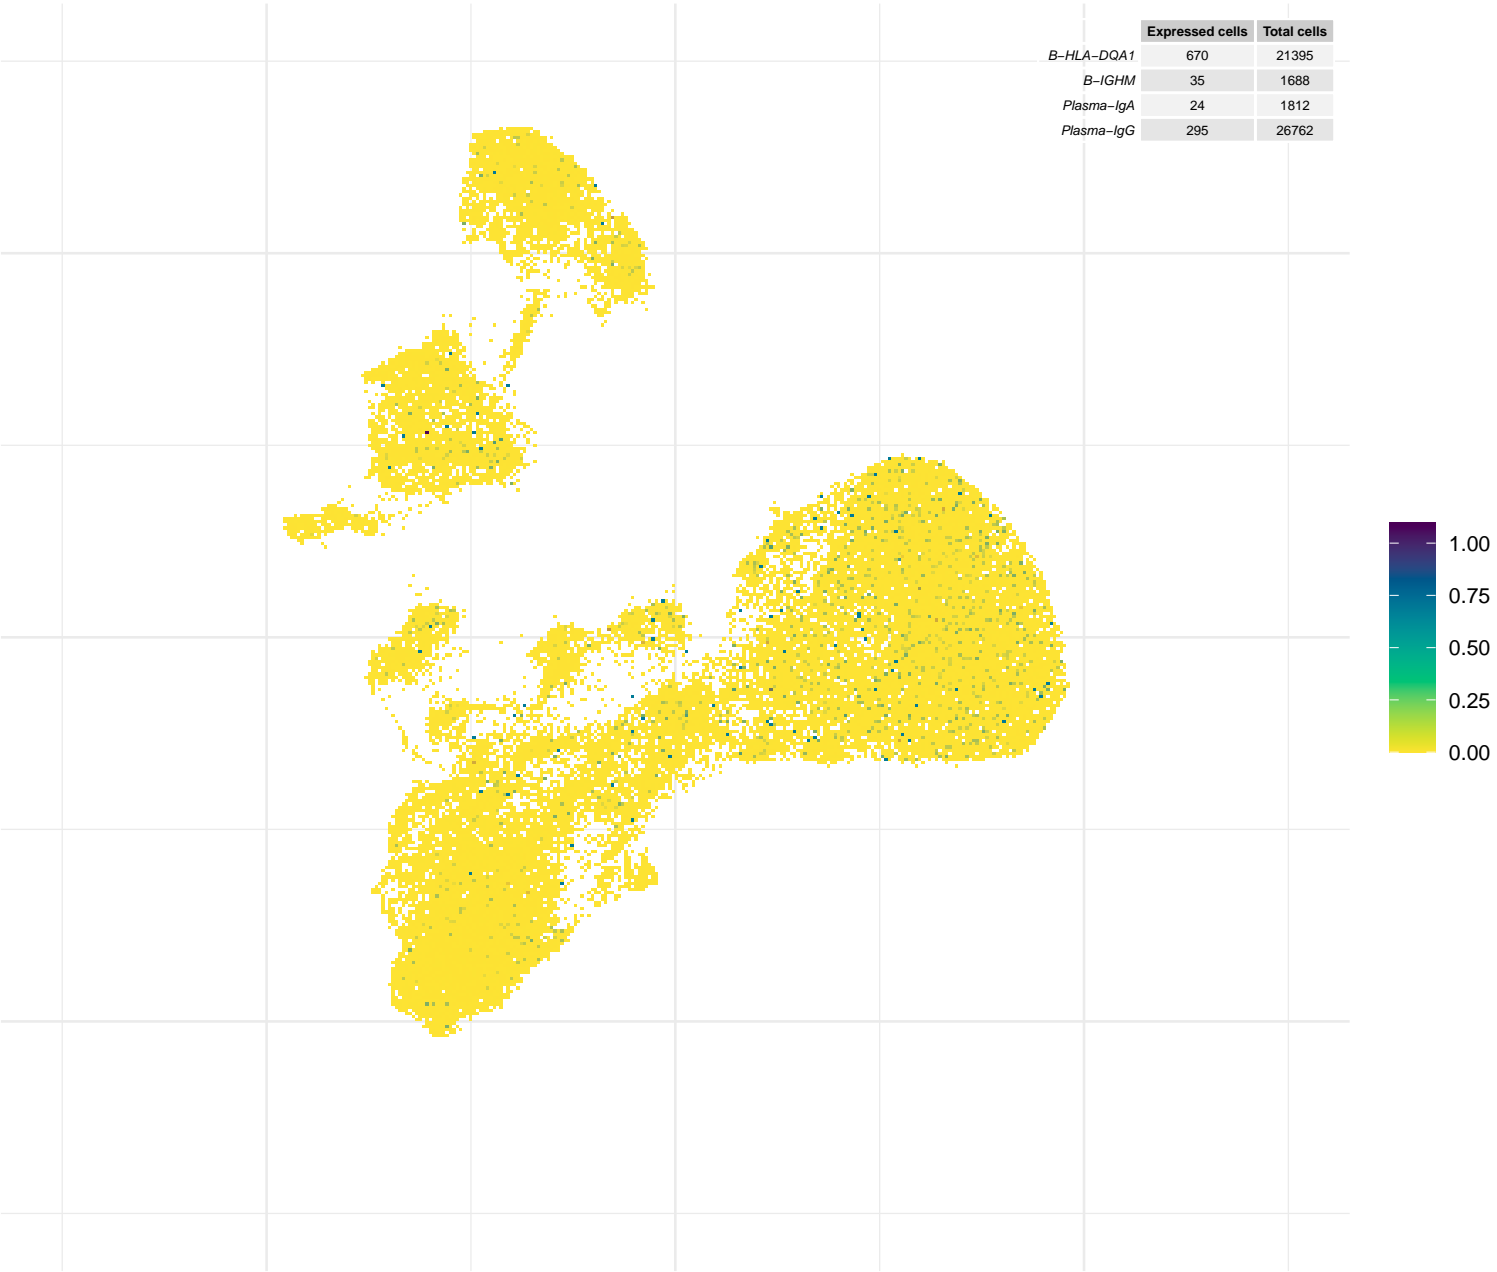 Expressed cells Total cells
B−HLA−DQA1 670 21395
B−IGHM 35 1688
Plasma−IgA 24 1812
Plasma−IgG 295 26762
1.00
0.75
0.50
0.25
0.00